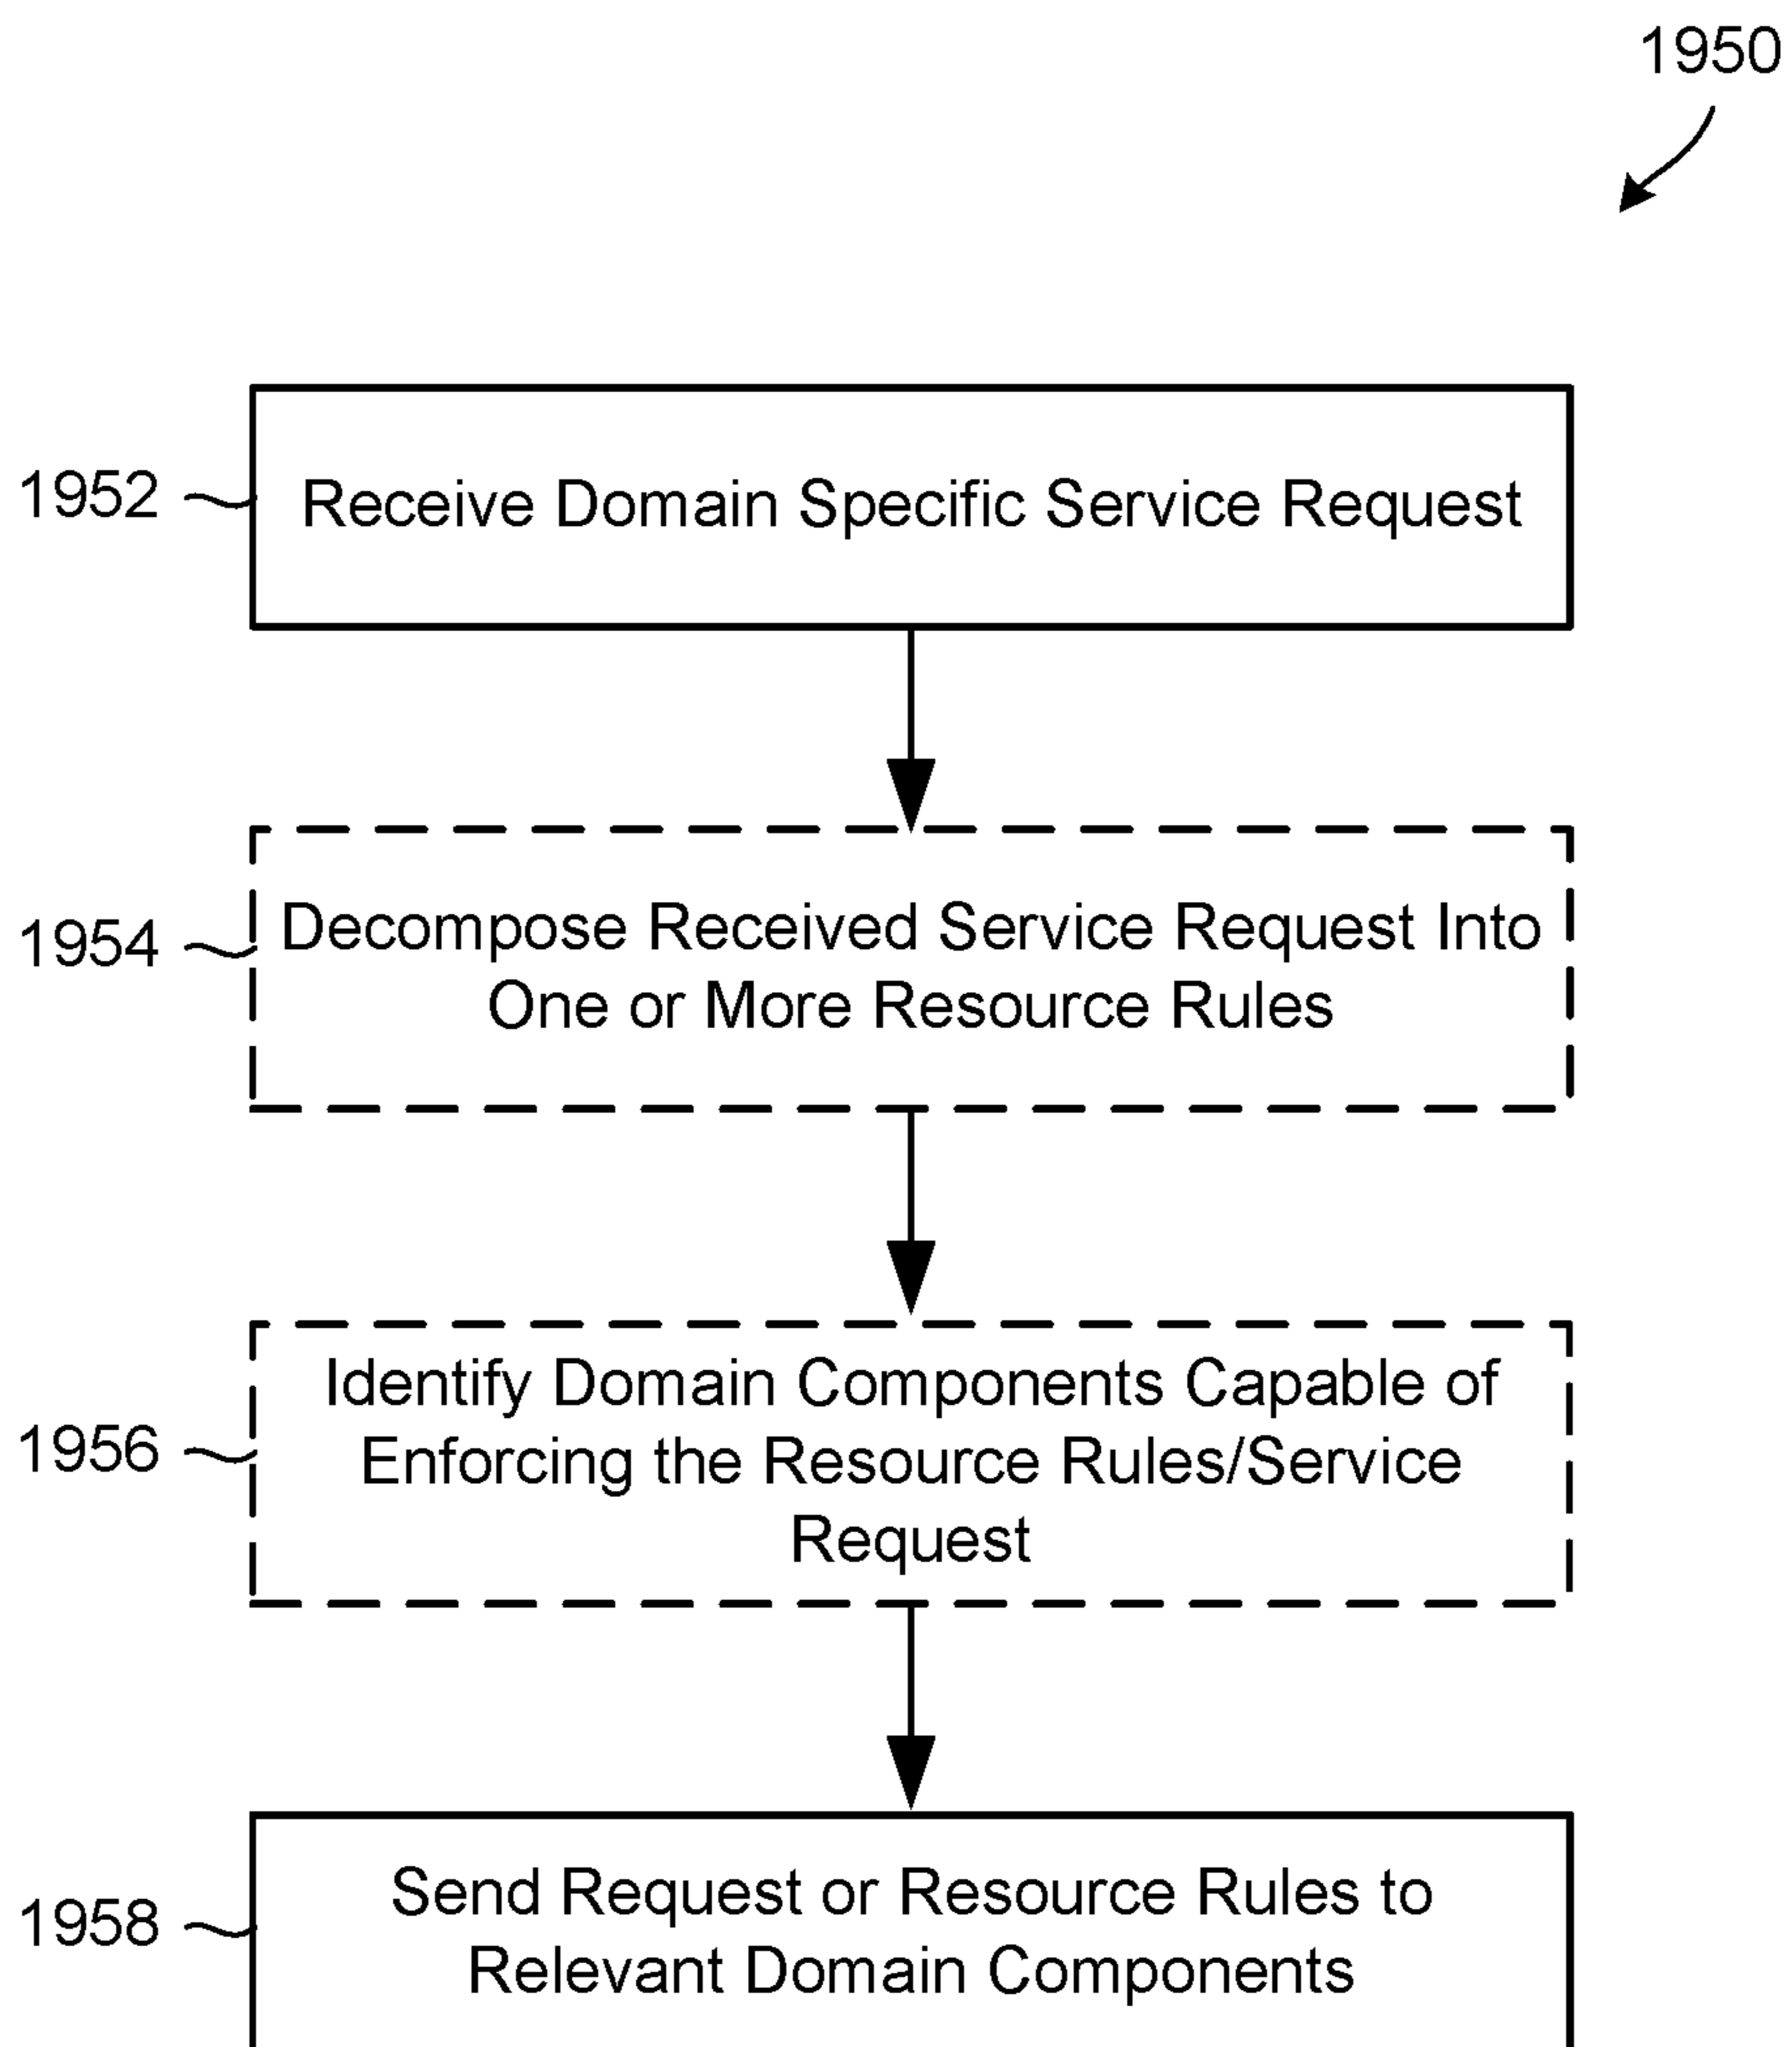 1950
1952
Receive Domain Specific Service Request
1954
Decompose Received Service Request Into
One or More Resource Rules
1956
Identify Domain Components Capable of
Enforcing the Resource Rules/Service
Request
1958
Send Request or Resource Rules to
Relevant Domain Components